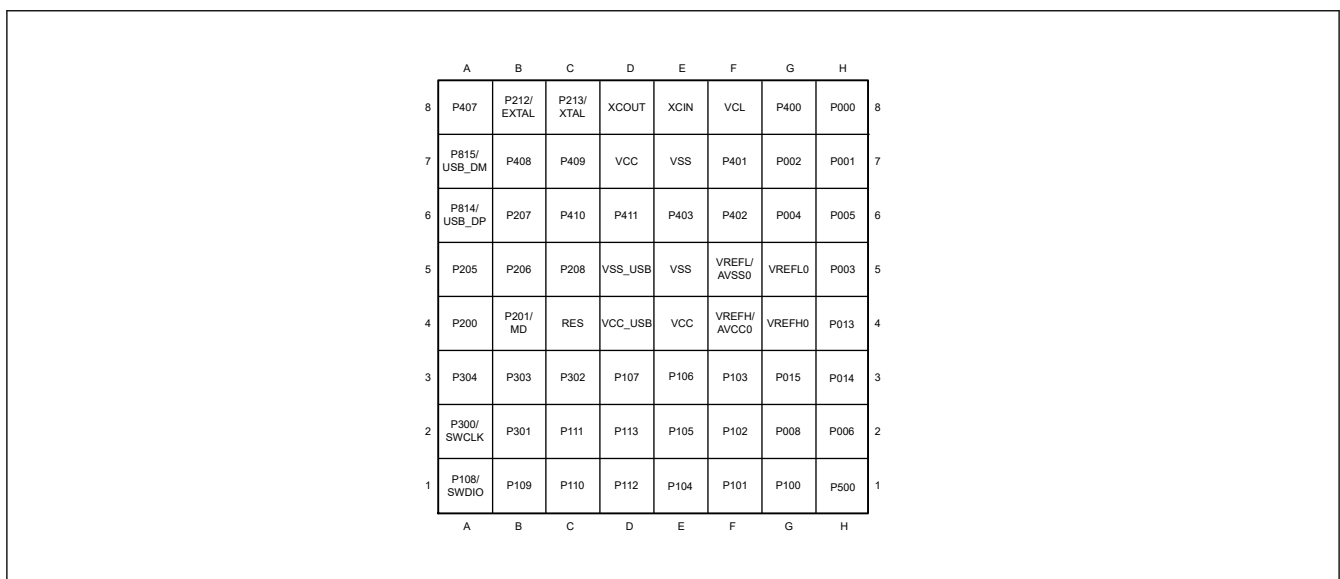 A B C D E F G H
8 P407 P212/ P213/ XCOUT XCIN VCL P400 P000 8
EXTAL XTAL
7 P815/ P408 P409 VCC VSS P401 P002 P001 7
USB_DM
6 P814/ P207 P410 P411 P403 P402 P004 P005 6
USB_DP
5 P205 P206 P208 VSS_USB VSS VREFL/ VREFL0 P003 5
AVSS0
4 P200 P201/ RES VCC_USB VCC VREFH/ VREFH0 P013 4
MD AVCC0
3 P304 P303 P302 P107 P106 P103 P015 P014 3
2 P300/ P301 P111 P113 P105 P102 P008 P006 2
SWCLK
1 P108/ P109 P110 P112 P104 P101 P100 P500 1
SWDIO
A B C D E F G H